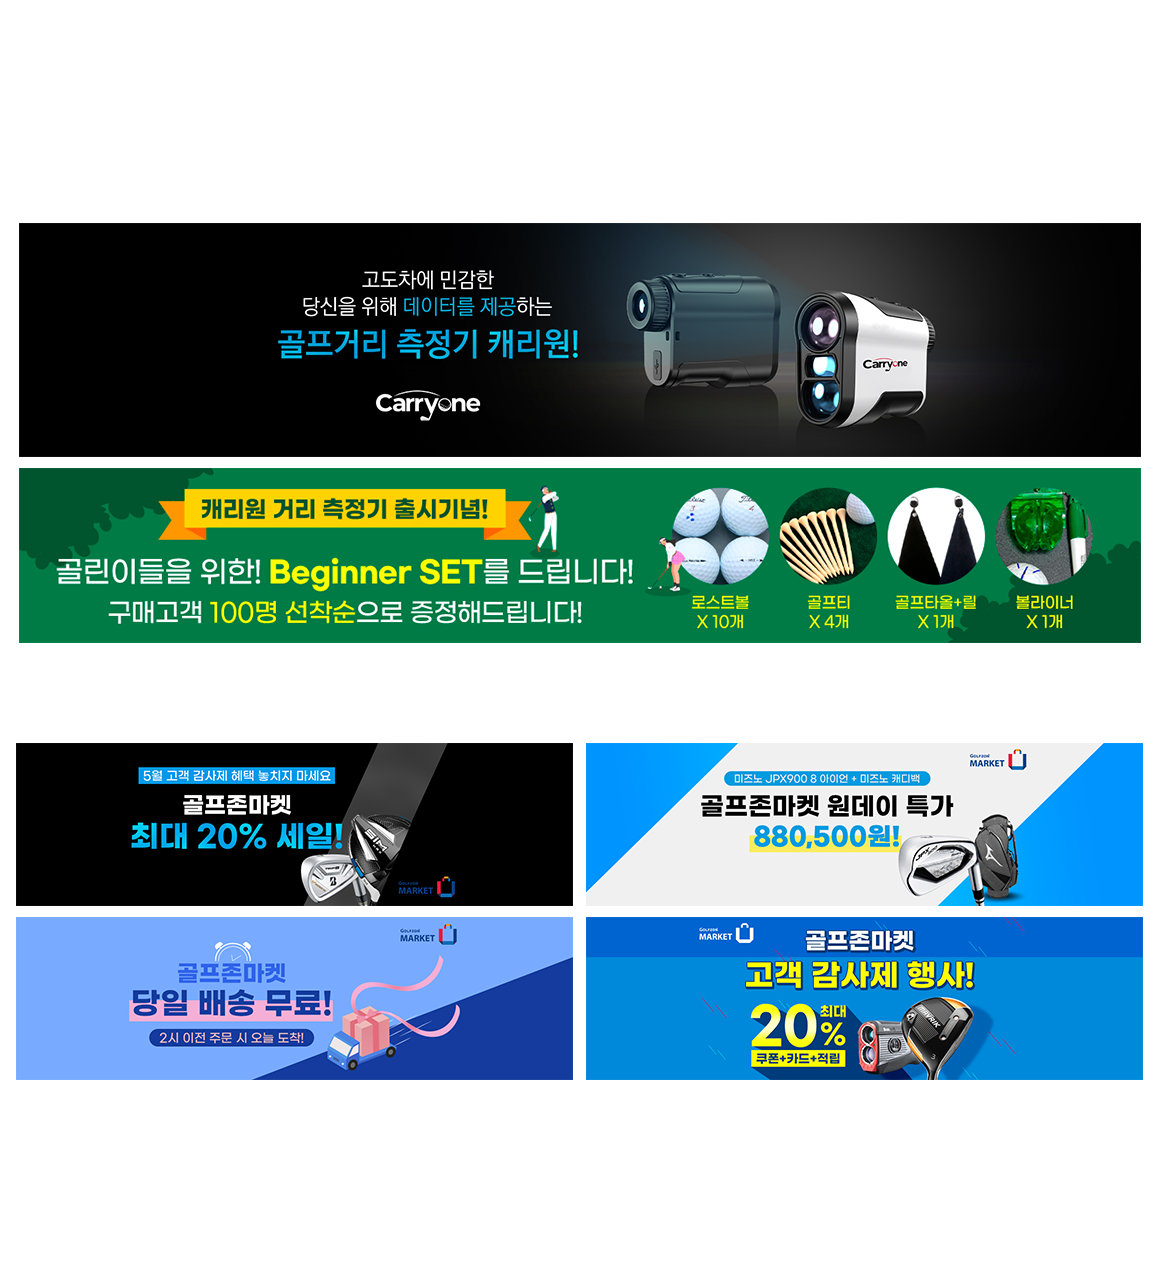 고도차에 민감한
당신을 위해 데이터를 제공하는
골프거리 측정기 캐리원!
Carryone
Carryone
캐리원 거리 측정기 출시기념!
골린이들을 위한! Beginner SET를 드립니다!
구매고객 100명 선착순으로 증정해드립니다!
로스트볼
X 10개
골프티
X 4개
골프타올+릴
X 1개
볼라이너
X 1개
5월 고객 감사제 혜택 놓치지 마세요
골프존마켓
최대 20% 세일!
SIM
GOLFZON
MARKET
GOLFZON
MARKET
미즈노 JPX900 8 아이언 + 미즈노 캐디백
골프존마켓 원데이 특가
880,500원!
GOLFZON
MARKET
골프존마켓
당일 배송 무료!
2시 이전 주문 시 오늘 도착!
GOLFZON
MARKET
골프존마켓
고객 감사제 행사!
최대
20%
쿠폰+카드+적립